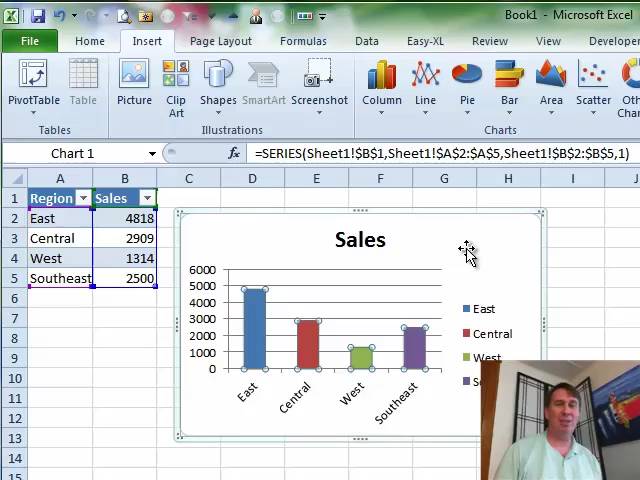 Book1 - Microsoft Excel
File Home Insert Page Layout Formulas Data Easy-XL Review View Developer
PivotTable Table Picture Clip Art Shapes SmartArt Screenshot Column Line Pie Bar Area Scatter
Tables Illustrations Charts
Chart 1 fx =SERIES(Sheet1!$B$1,Sheet1!$A$2:$A$5,Sheet1!$B$2:$B$5,1)
A B C D E F G H I J
1 Region Sales
2 East 4818
3 Central 2909
4 West 1314
5 Southeast 2500
6
7
8
9
10
11
12
13
14
Sales
6000
5000
4000
3000
2000
1000
0
East Central West Southeast
East
Central
West